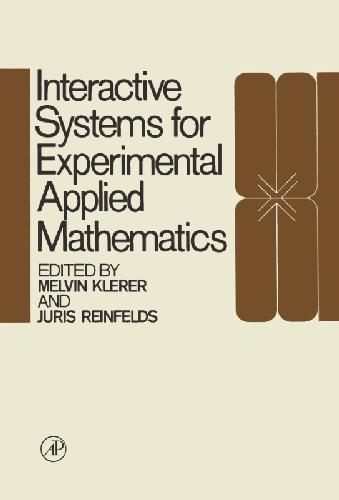 Interactive
Systems for
Experimental
Applied
Mathematics
EDITED BY
MELVIN KLERER
AND
JURIS REINFELDS
AP